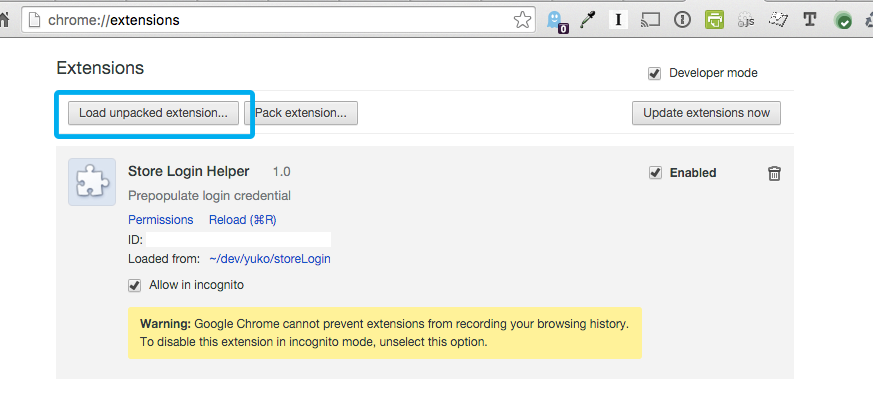 chrome://extensions
0
I
js
T
Extensions
Developer mode
Load unpacked extension...
Pack extension...
Update extensions now
Store Login Helper 1.0
Enabled
Prepopulate login credential
Permissions Reload (⌘R)
ID:
Loaded from: ~/dev/yuko/storeLogin
Allow in incognito
Warning: Google Chrome cannot prevent extensions from recording your browsing history.
To disable this extension in incognito mode, unselect this option.